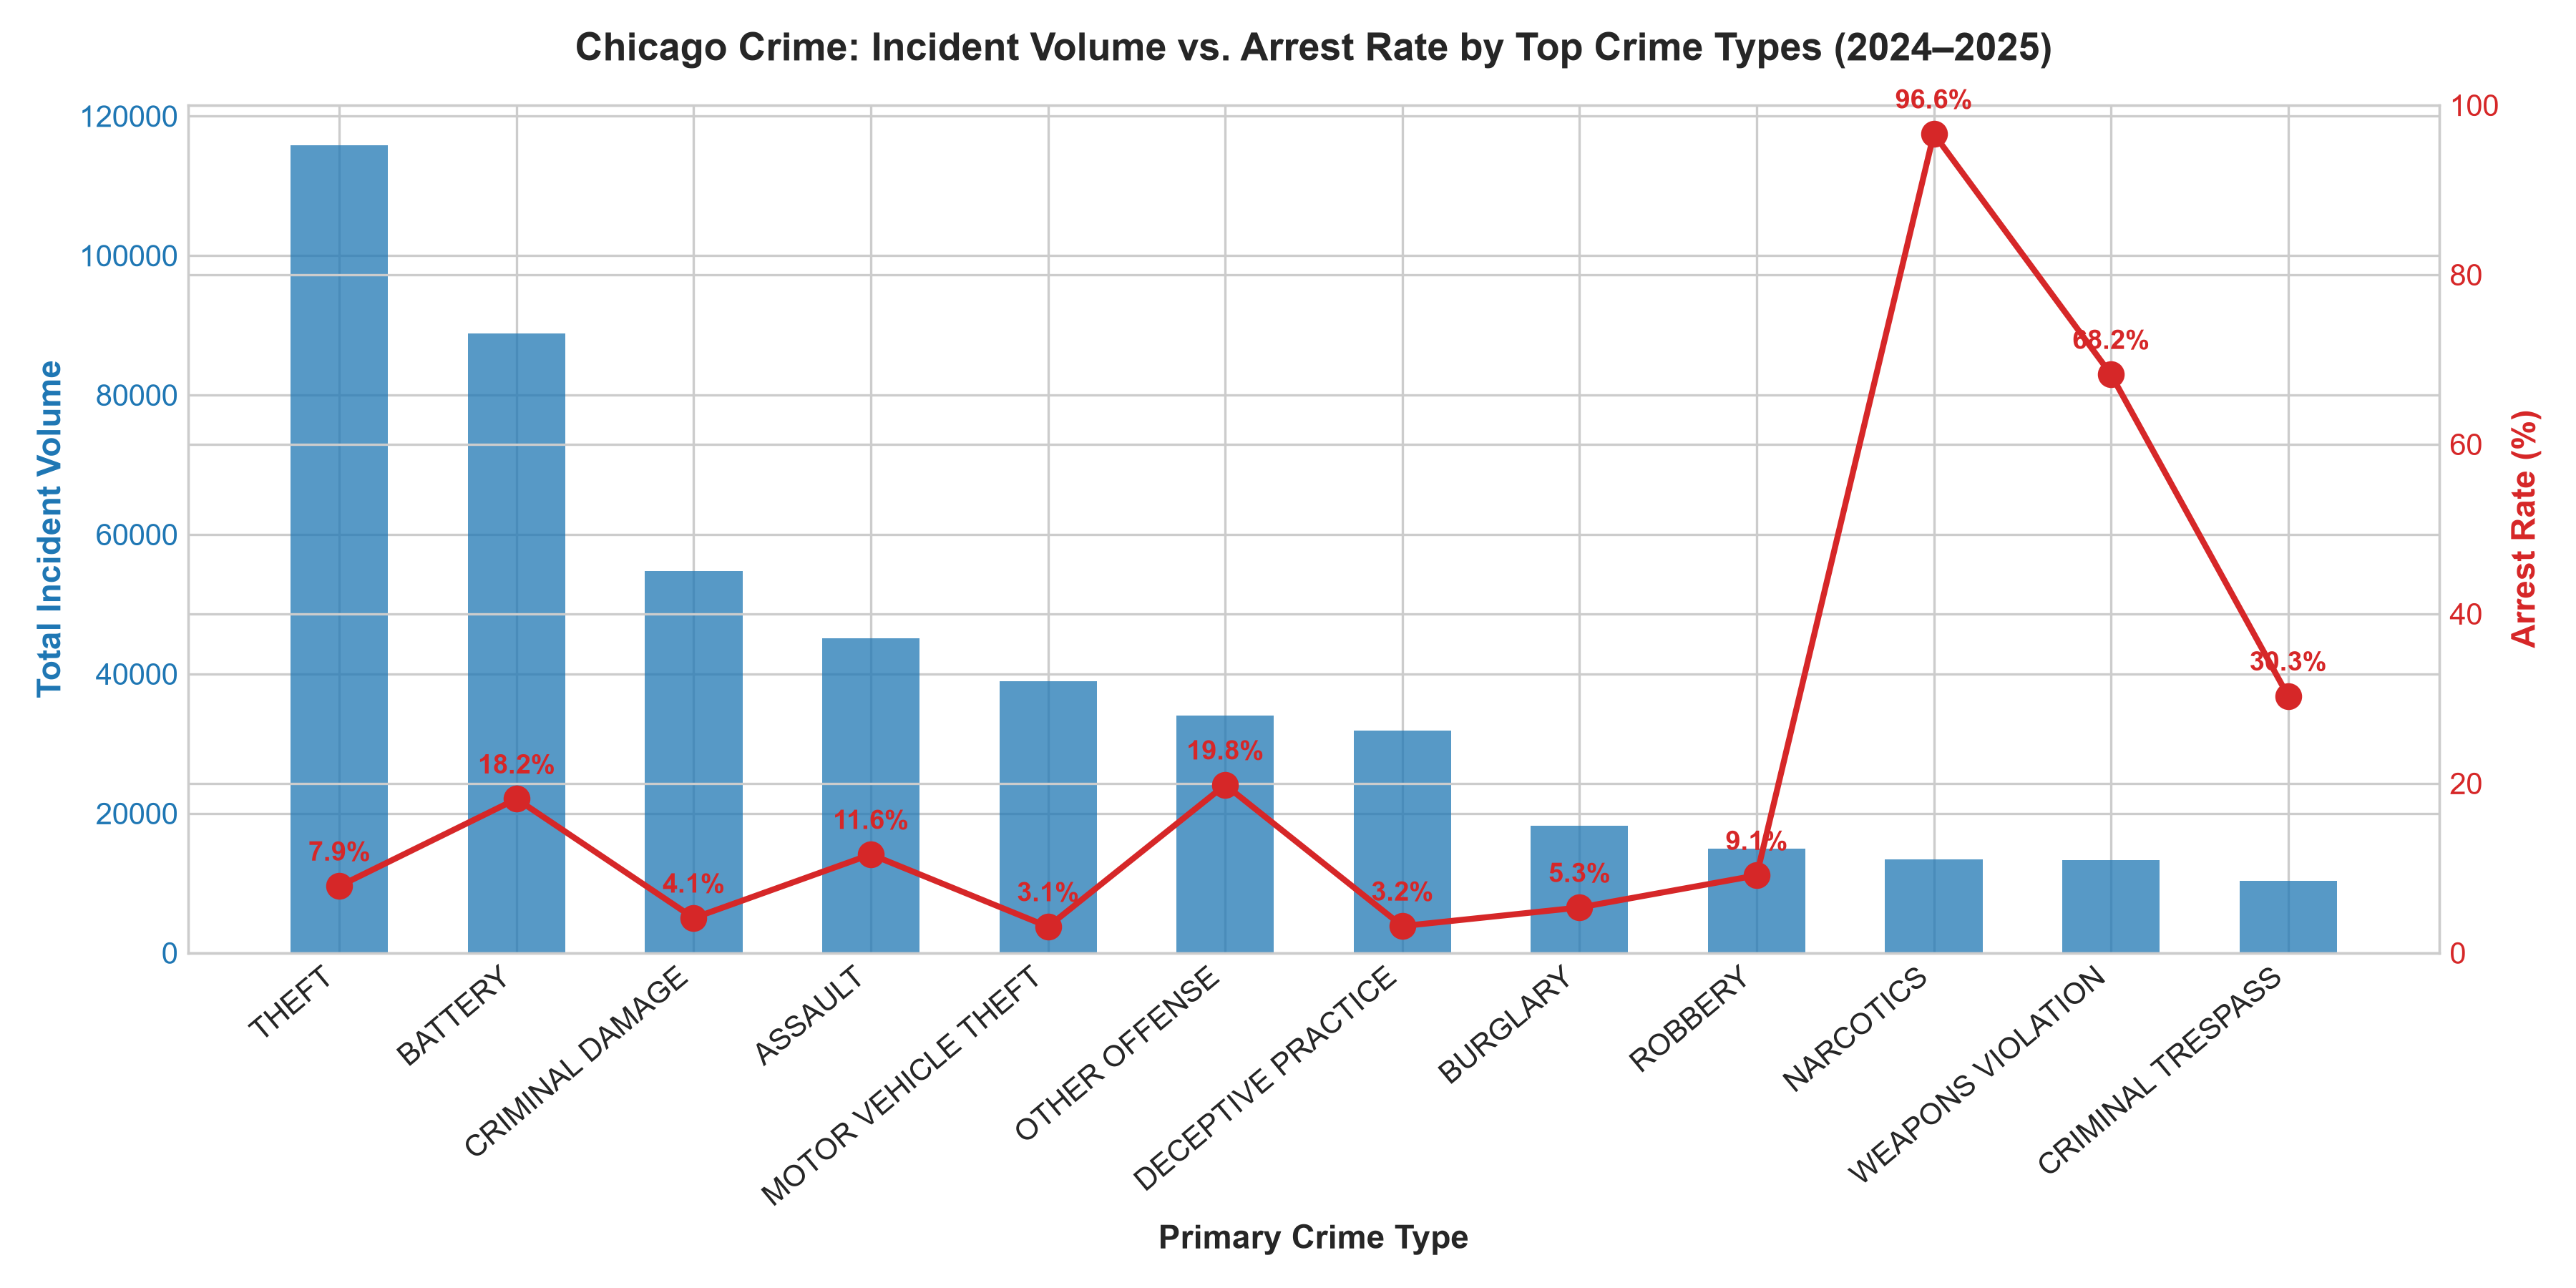 Chicago Crime: Incident Volume vs. Arrest Rate by Top Crime Types (2024–2025)
Total Incident Volume
120000
100000
80000
60000
40000
20000
0
Arrest Rate (%)
100
80
60
40
20
0
7.9%
18.2%
4.1%
11.6%
3.1%
19.8%
3.2%
5.3%
9.1%
96.6%
68.2%
30.3%
THEFT
BATTERY
CRIMINAL DAMAGE
ASSAULT
MOTOR VEHICLE THEFT
OTHER OFFENSE
DECEPTIVE PRACTICE
BURGLARY
ROBBERY
NARCOTICS
WEAPONS VIOLATION
CRIMINAL TRESPASS
Primary Crime Type